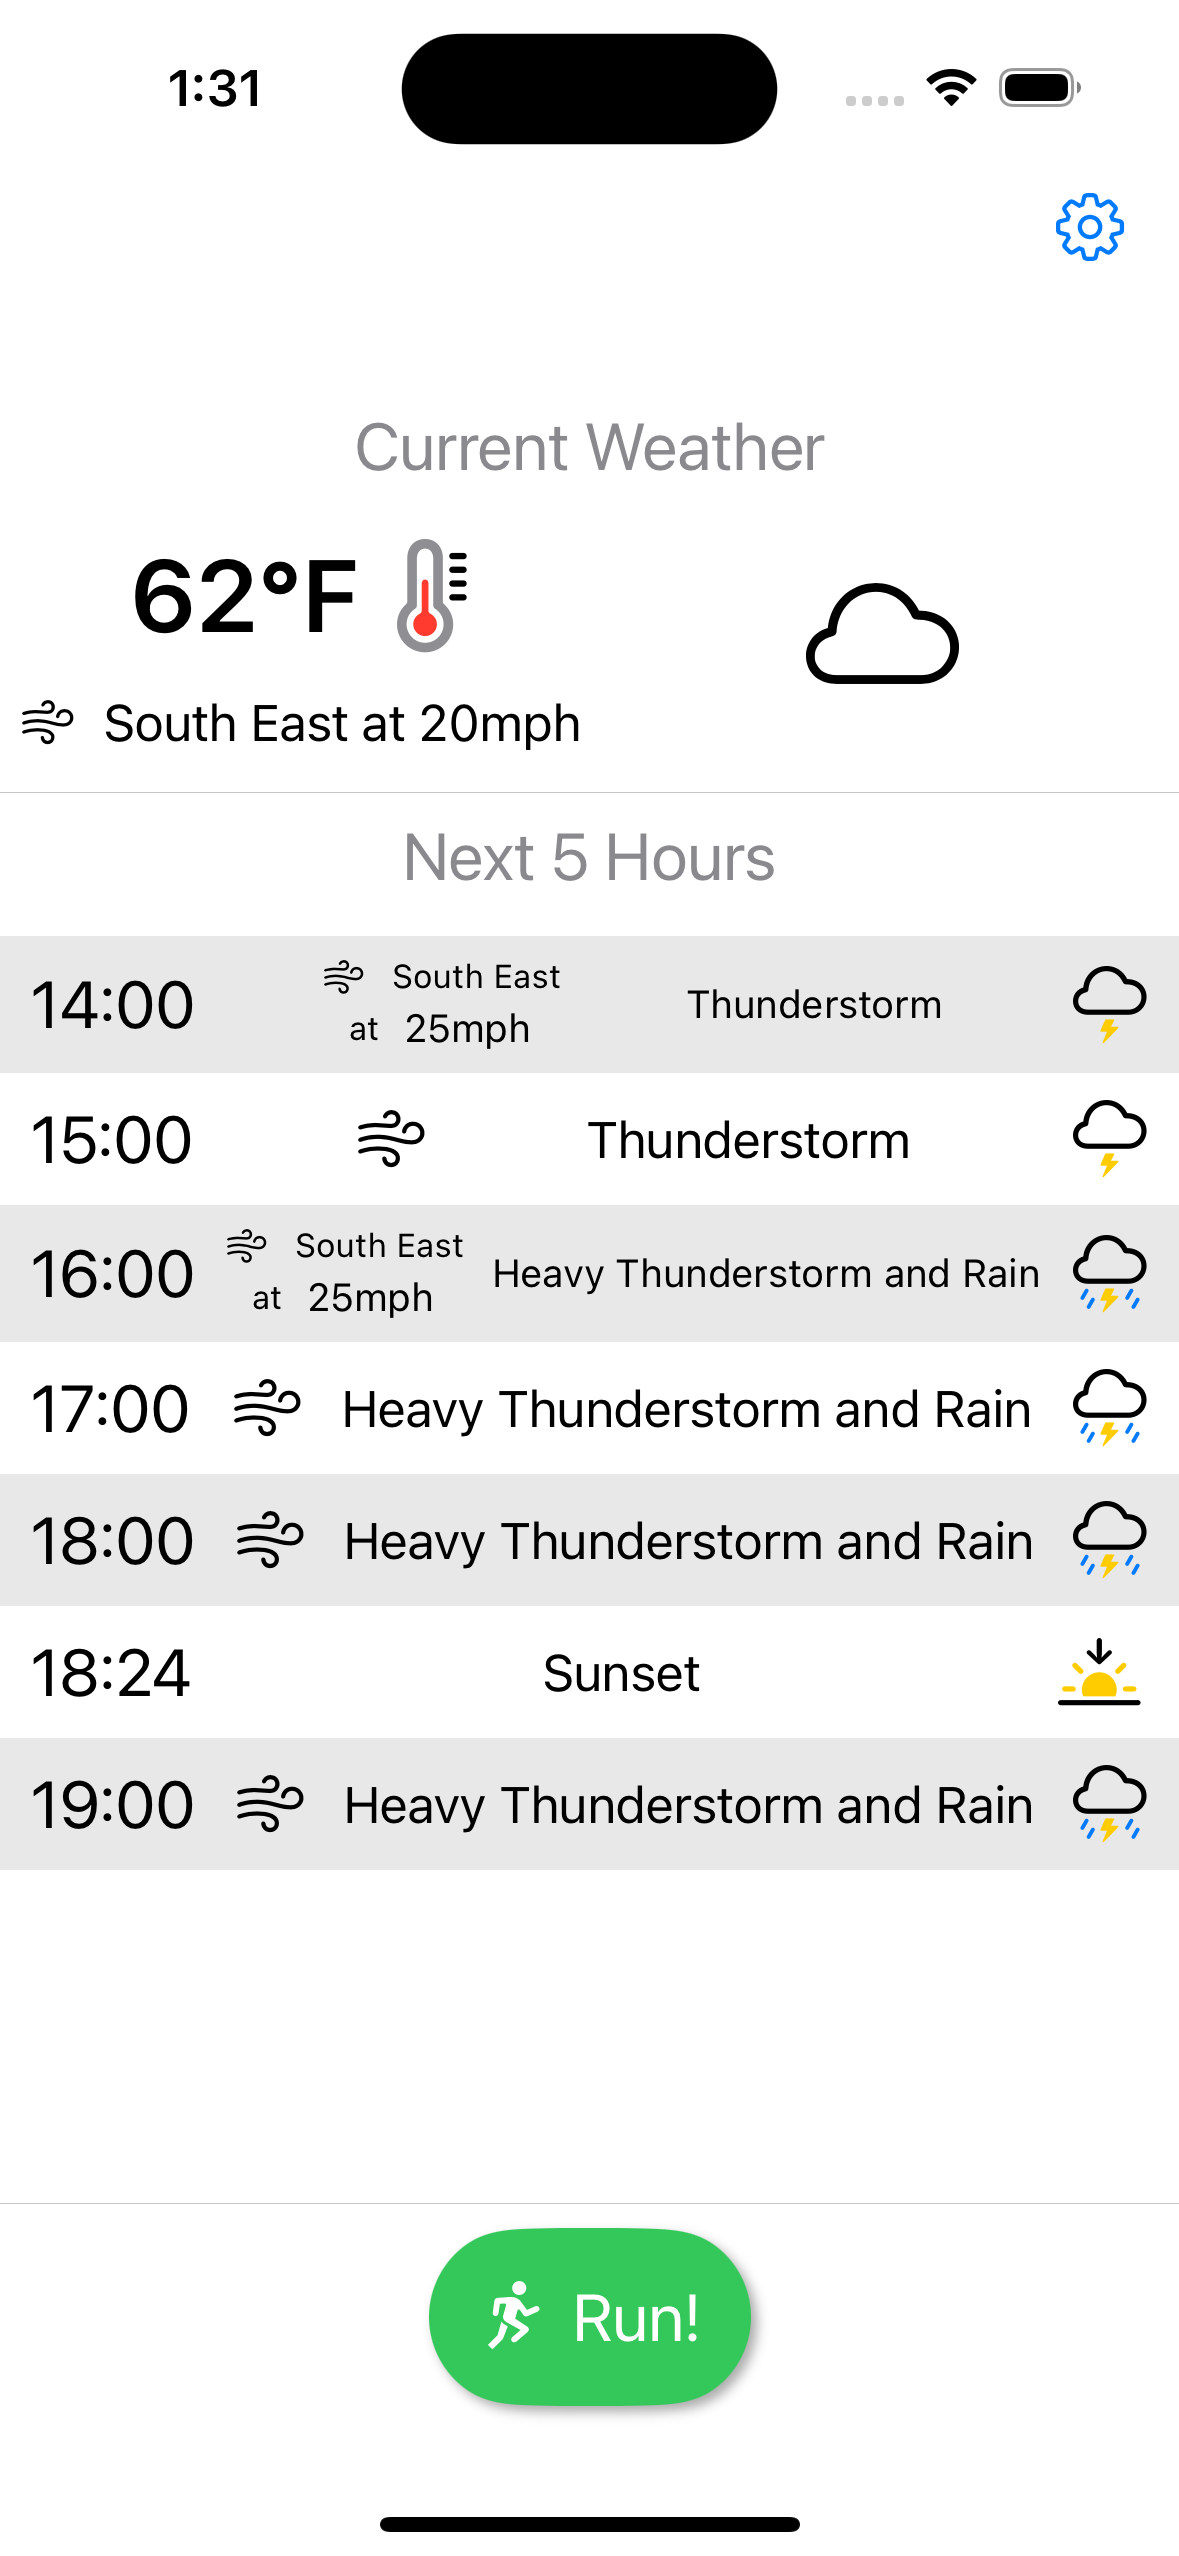 1:31
Current Weather
62°F
South East at 20mph
Next 5 Hours
14:00
South East
at 25mph
Thunderstorm
15:00 Thunderstorm
16:00
South East
at 25mph
Heavy Thunderstorm and Rain
17:00 Heavy Thunderstorm and Rain
18:00 Heavy Thunderstorm and Rain
18:24 Sunset
19:00 Heavy Thunderstorm and Rain
Run!